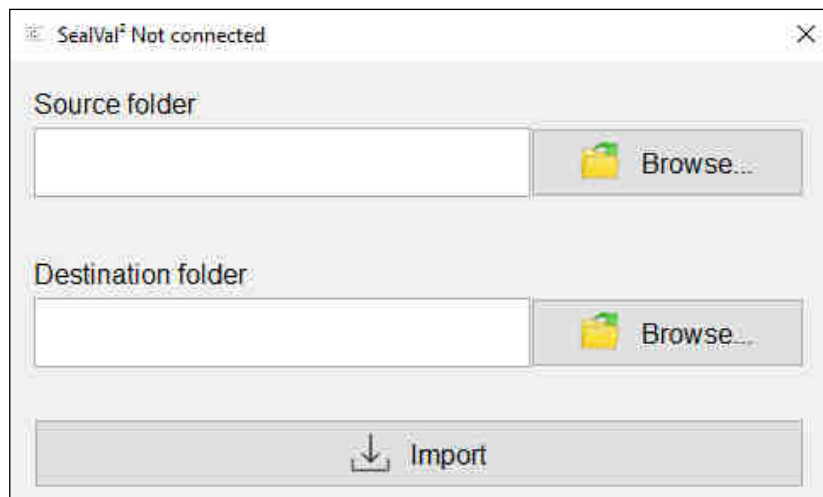 SealVal² Not connected
Source folder
Browse...
Destination folder
Browse...
Import